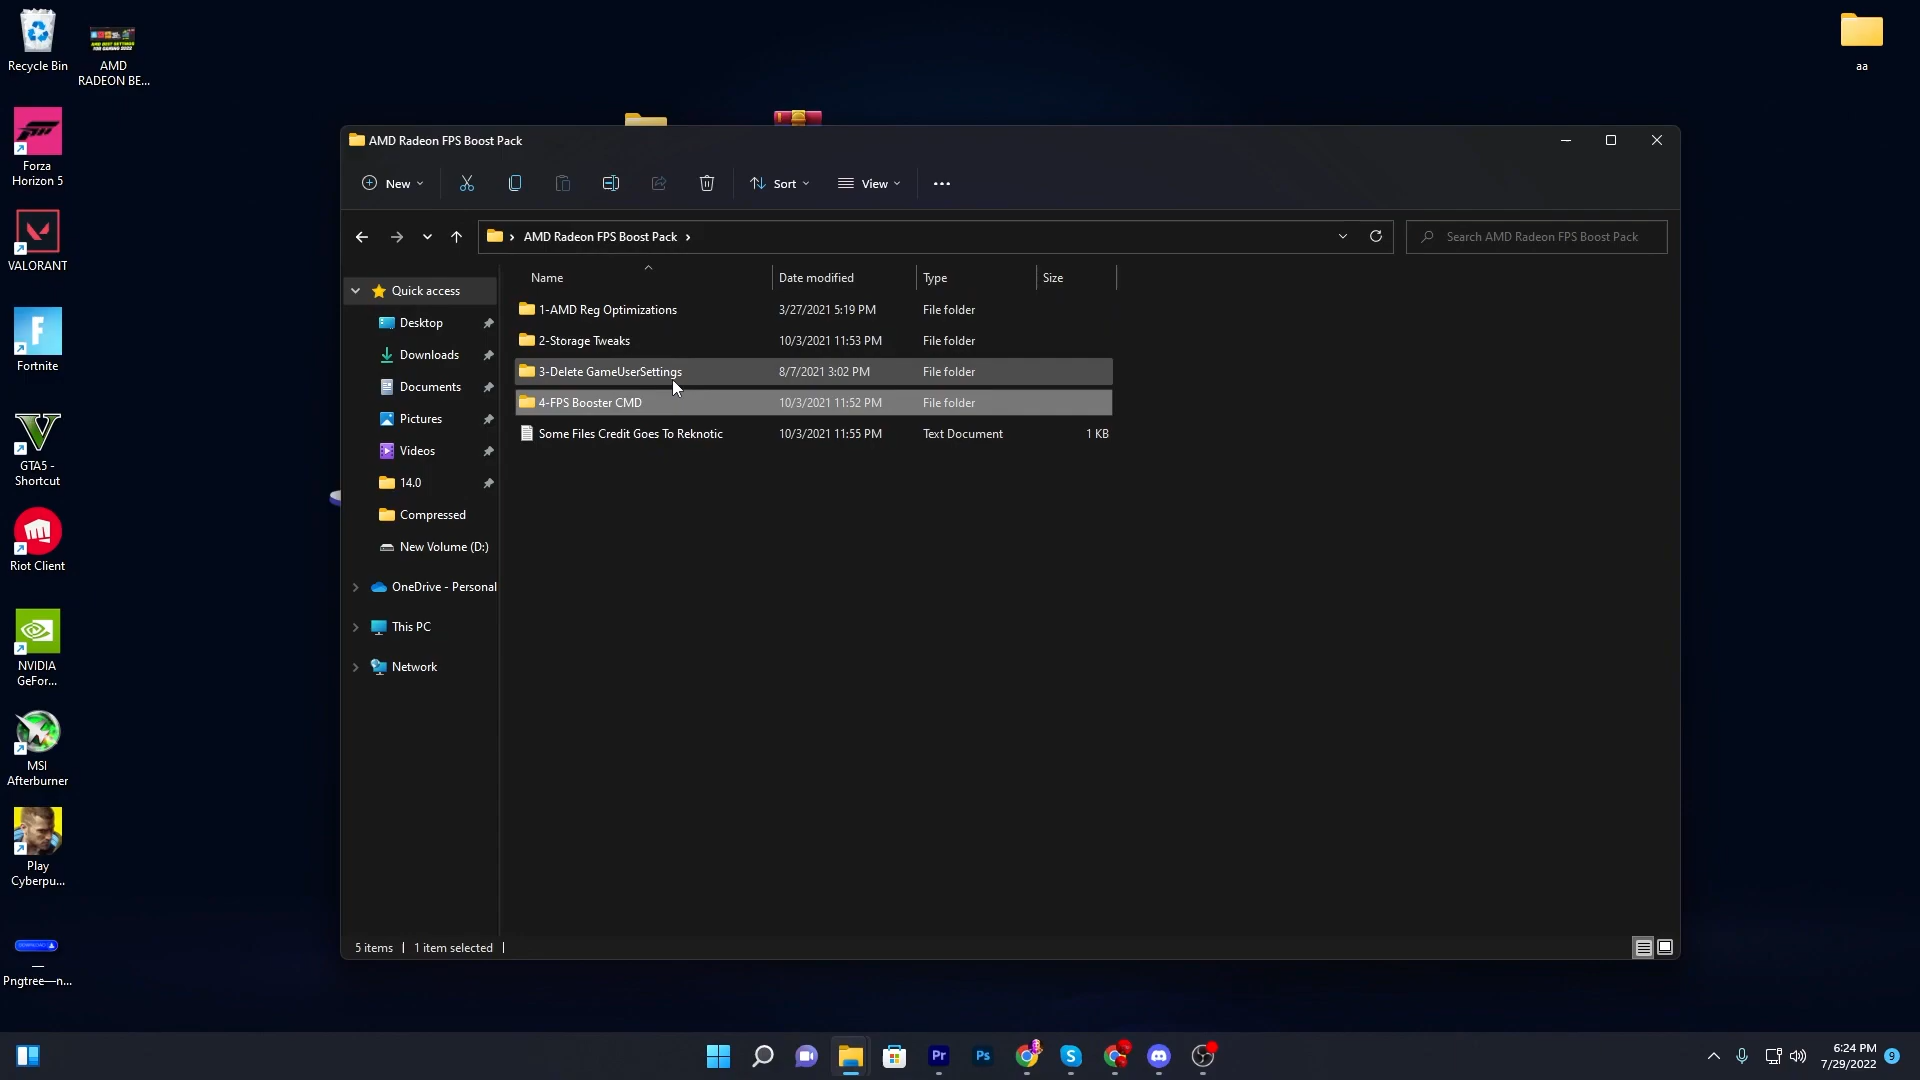 Recycle Bin
AMD
RADEON BE...
aa
Forza
Horizon 5
VALORANT
Fortnite
GTA5 -
Shortcut
Riot Client
NVIDIA
GeFor...
MSI
Afterburner
Play
Cyberpu...
DOWNLOAD
—
Pngtree—n...
AMD Radeon FPS Boost Pack
New
Sort
View
AMD Radeon FPS Boost Pack
Search AMD Radeon FPS Boost Pack
Quick access
Desktop
Downloads
Documents
Pictures
Videos
14.0
Compressed
New Volume (D:)
OneDrive - Personal
This PC
Network
Name Date modified Type Size
1-AMD Reg Optimizations 3/27/2021 5:19 PM File folder
2-Storage Tweaks 10/3/2021 11:53 PM File folder
3-Delete GameUserSettings 8/7/2021 3:02 PM File folder
4-FPS Booster CMD 10/3/2021 11:52 PM File folder
Some Files Credit Goes To Reknotic 10/3/2021 11:55 PM Text Document 1 KB
5 items | 1 item selected |
Pr
Ps
6:24 PM
7/29/2022
9